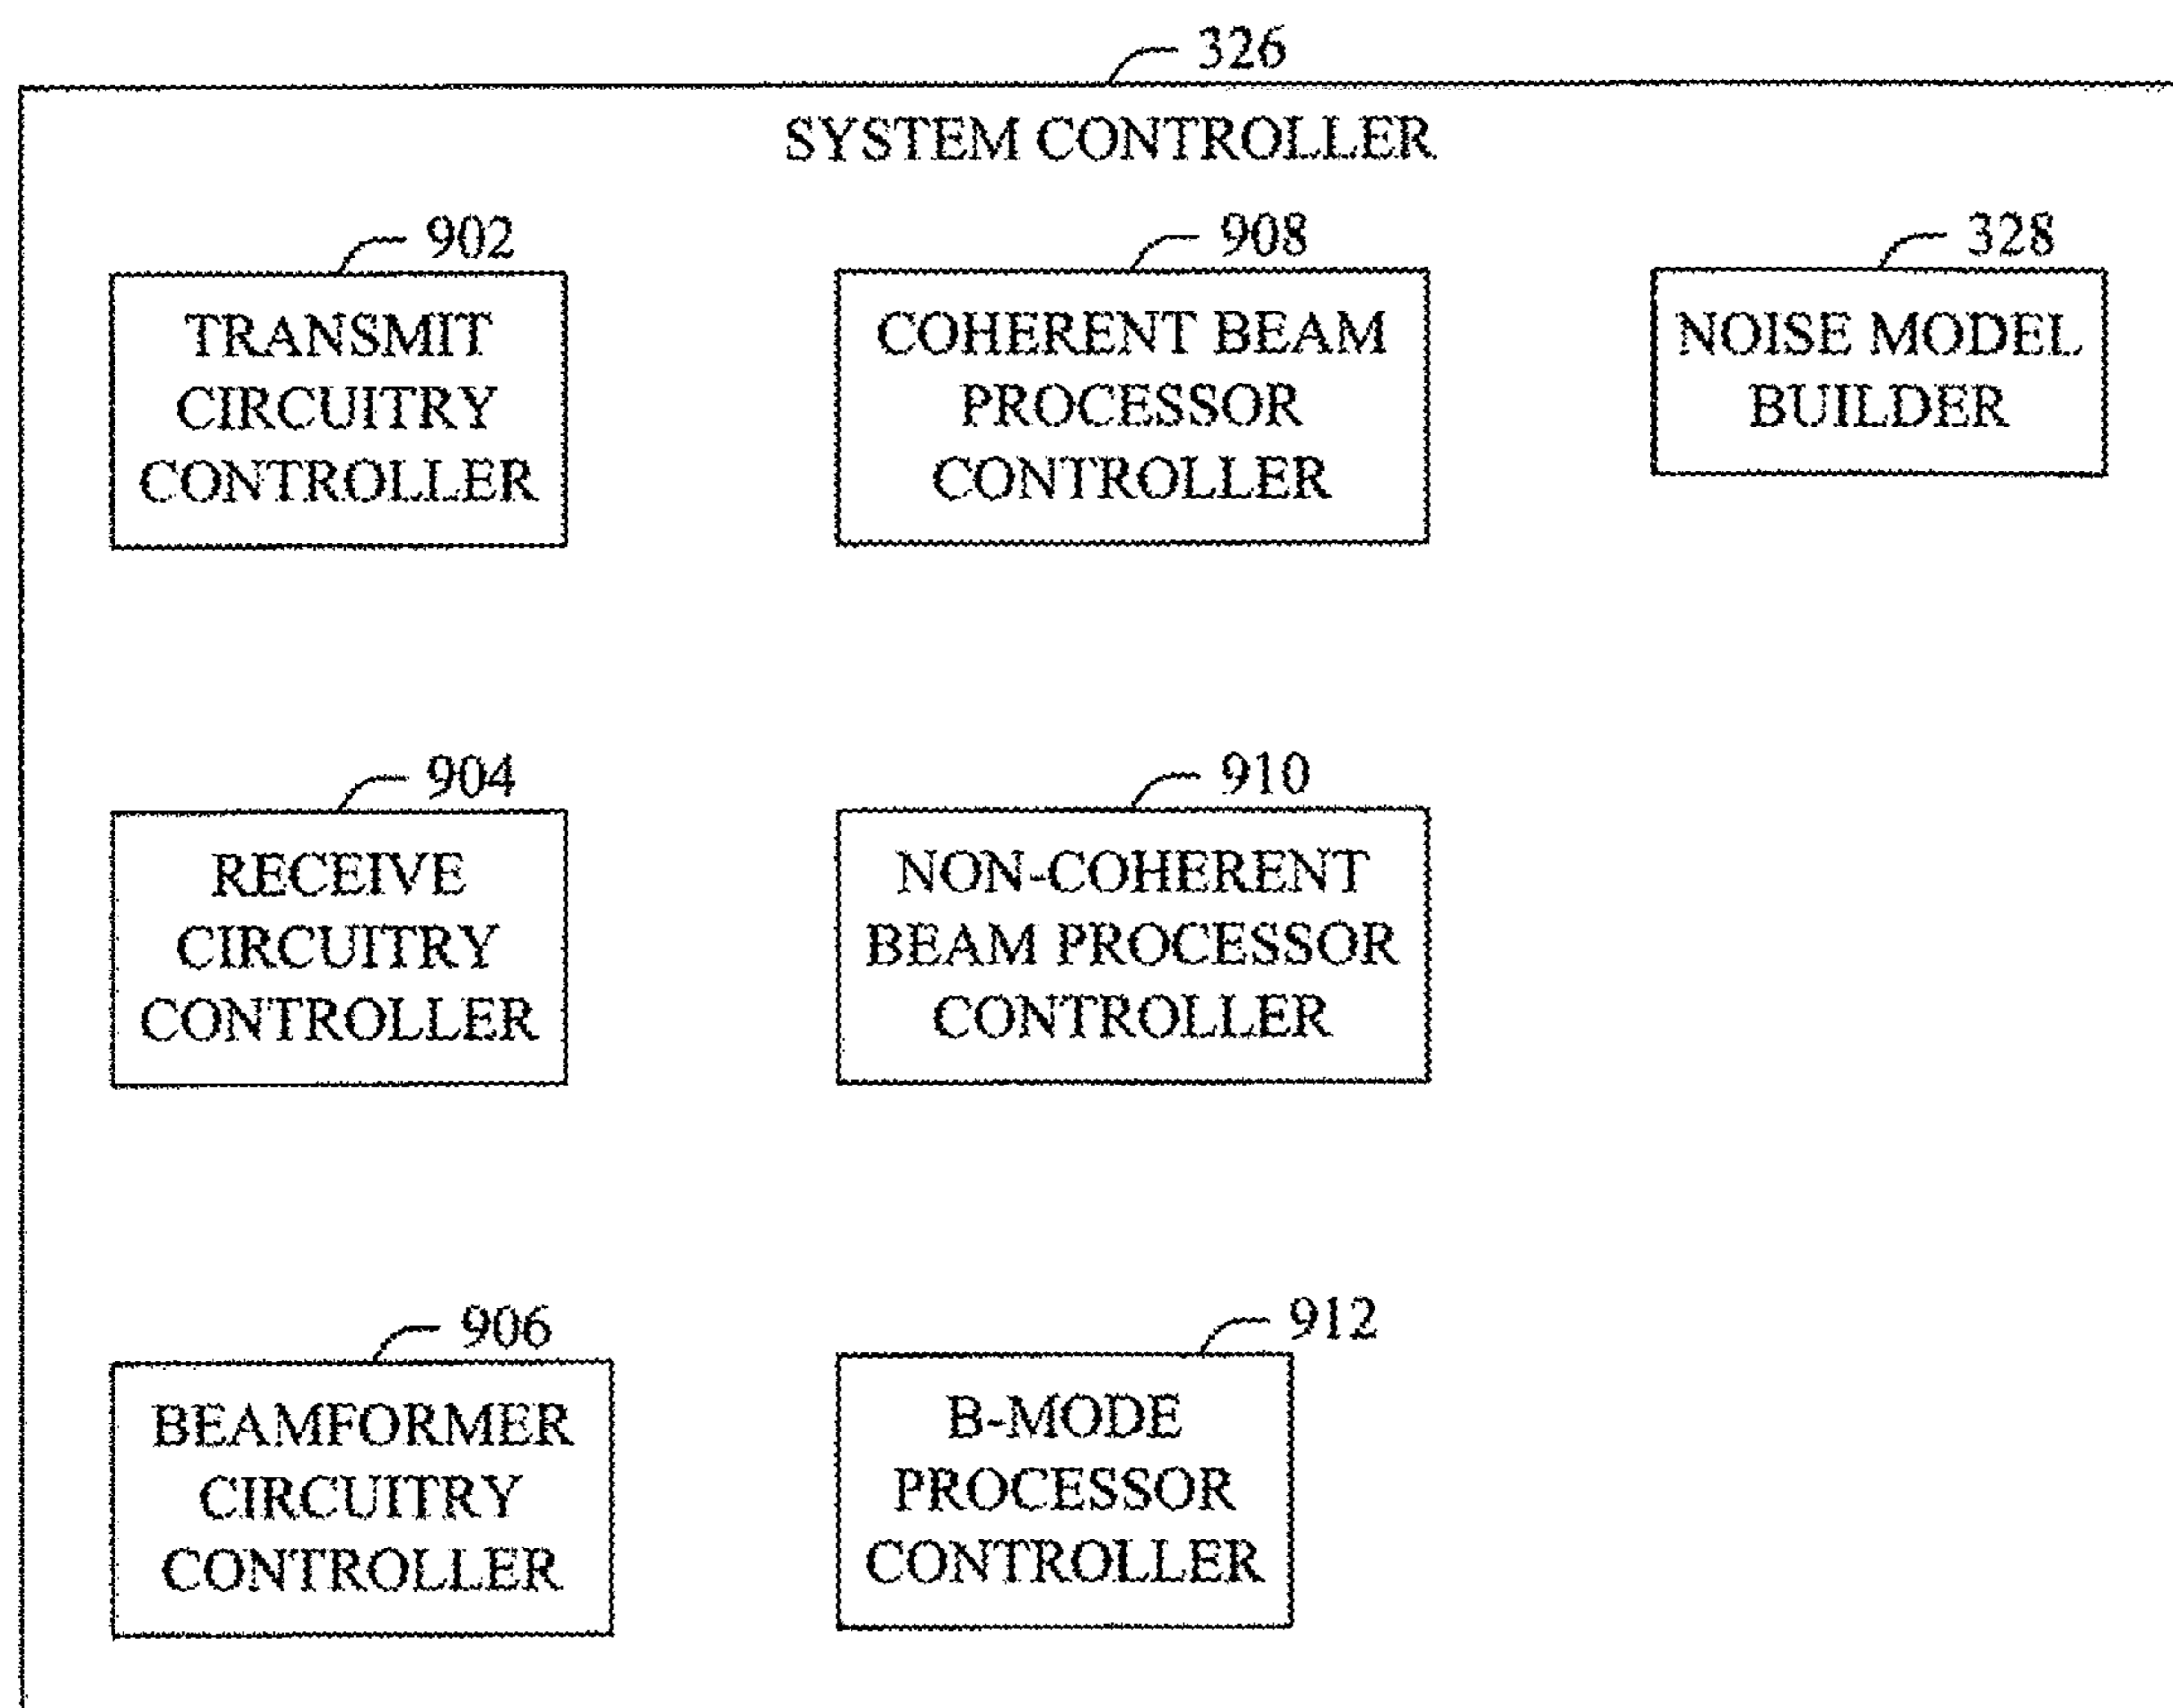 326
SYSTEM CONTROLLER
902
TRANSMIT
CIRCUITRY
CONTROLLER
908
COHERENT BEAM
PROCESSOR
CONTROLLER
328
NOISE MODEL
BUILDER
904
RECEIVE
CIRCUITRY
CONTROLLER
910
NON-COHERENT
BEAM PROCESSOR
CONTROLLER
906
BEAMFORMER
CIRCUITRY
CONTROLLER
912
B-MODE
PROCESSOR
CONTROLLER